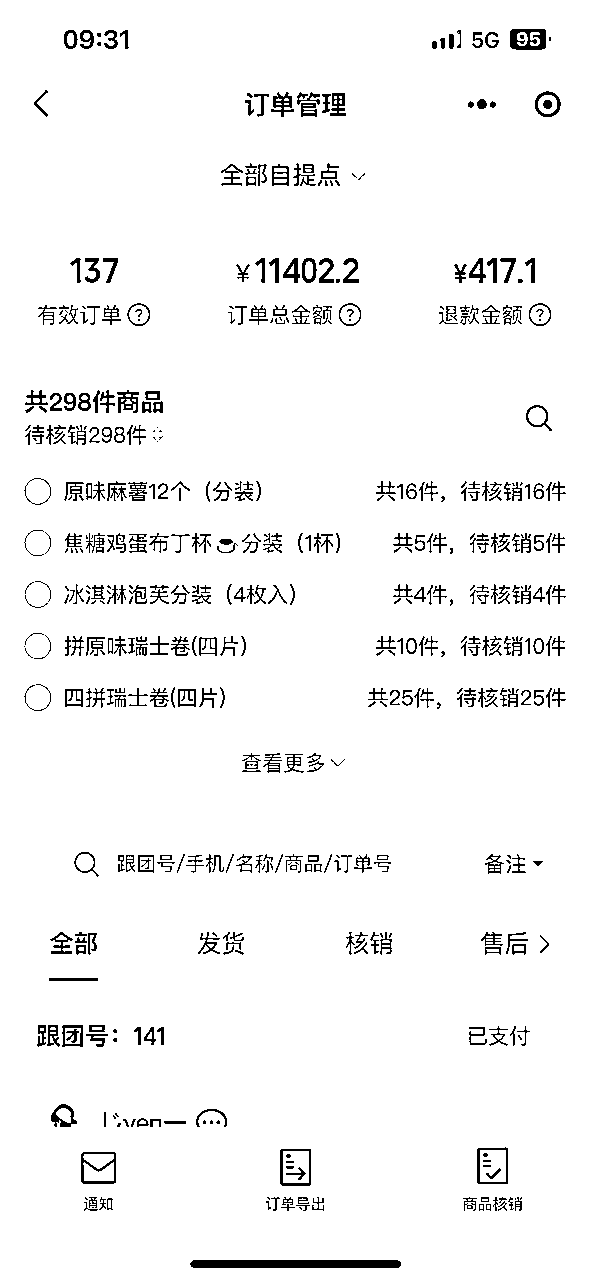 09:31 5G 95
订单管理
全部自提点
137 ¥11402.2 ¥417.1
有效订单? 订单总金额? 退款金额?
共298件商品
待核销298件
原味麻薯12个（分装） 共16件，待核销16件
焦糖鸡蛋布丁杯☕分装（1杯） 共5件，待核销5件
冰淇淋泡芙分装（4枚入） 共4件，待核销4件
拼原味瑞士卷(四片) 共10件，待核销10件
四拼瑞士卷(四片) 共25件，待核销25件
查看更多
跟团号/手机/名称/商品/订单号 备注
全部 发货 核销 售后
跟团号：141 已支付
通知 订单导出 商品核销